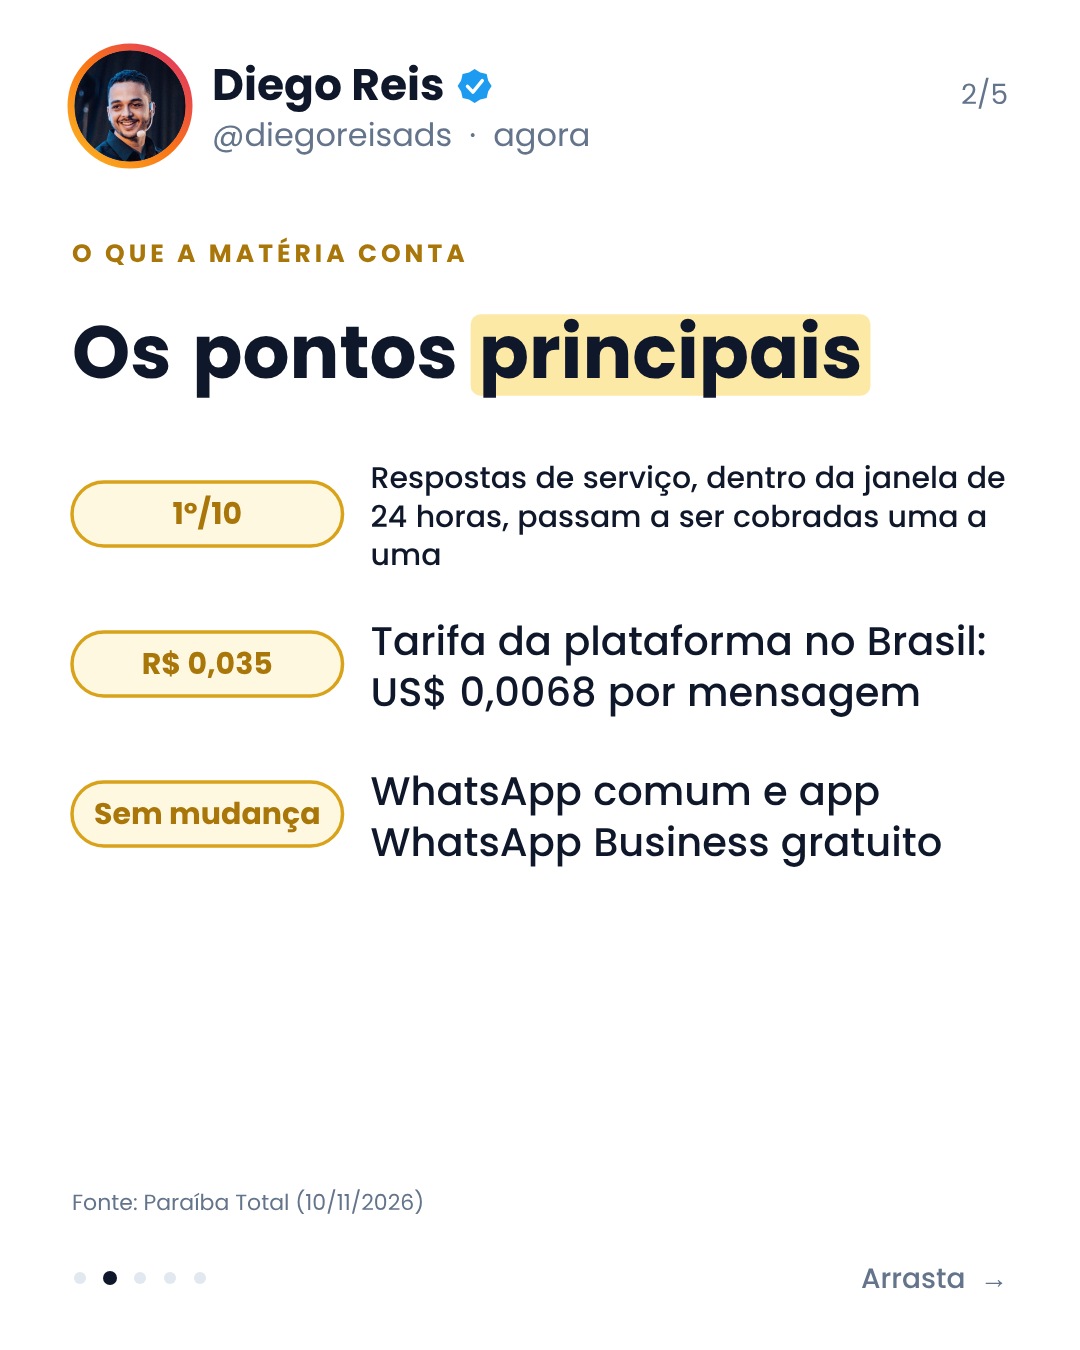 Diego Reis
@diegoreisads · agora
2/5
O QUE A MATÉRIA CONTA
Os pontos principais
1º/10
Respostas de serviço, dentro da janela de
24 horas, passam a ser cobradas uma a
uma
R$ 0,035
Tarifa da plataforma no Brasil:
US$ 0,0068 por mensagem
Sem mudança
WhatsApp comum e app
WhatsApp Business gratuito
Fonte: Paraíba Total (10/11/2026)
Arrasta →